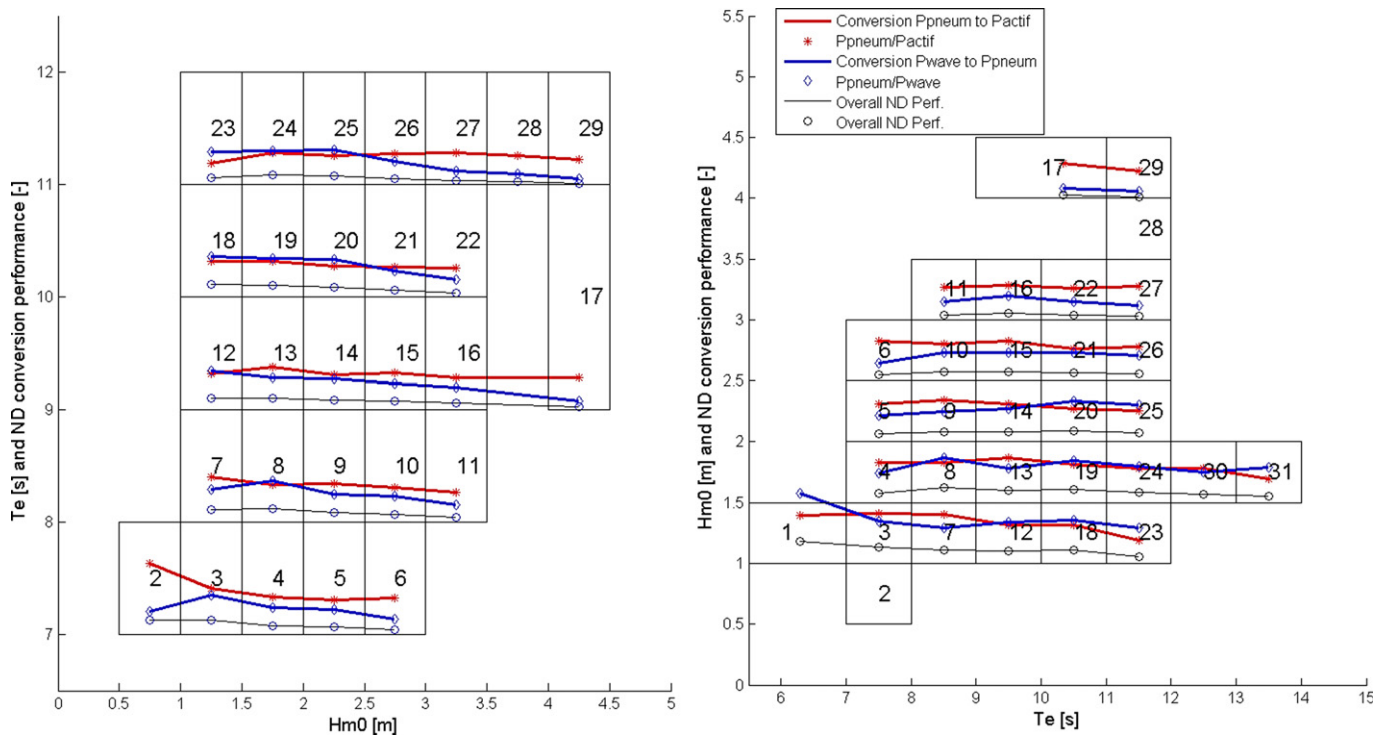 Te [s] and ND conversion performance [-]
12
11
10
9
8
7
23 24 25 26 27 28 29
18 19 20 21 22
17
12 13 14 15 16
7 8 9 10 11
2 3 4 5 6
0 0.5 1 1.5 2 2.5 3 3.5 4 4.5 5
Hm0 [m]
Hm0 [m] and ND conversion performance [-]
5.5
5
4.5
4
3.5
3
2.5
2
1.5
1
0.5
0
Conversion Ppneum to Pactif
Ppneum/Pactif
Conversion Pwave to Ppneum
Ppneum/Pwave
Overall ND Perf.
Overall ND Perf.
17 29
28
11 16 22 27
6 10 15 21 26
5 9 14 20 25
4 8 13 19 24 30 31
1 3 7 12 18 23
2
6 7 8 9 10 11 12 13 14 15
Te [s]